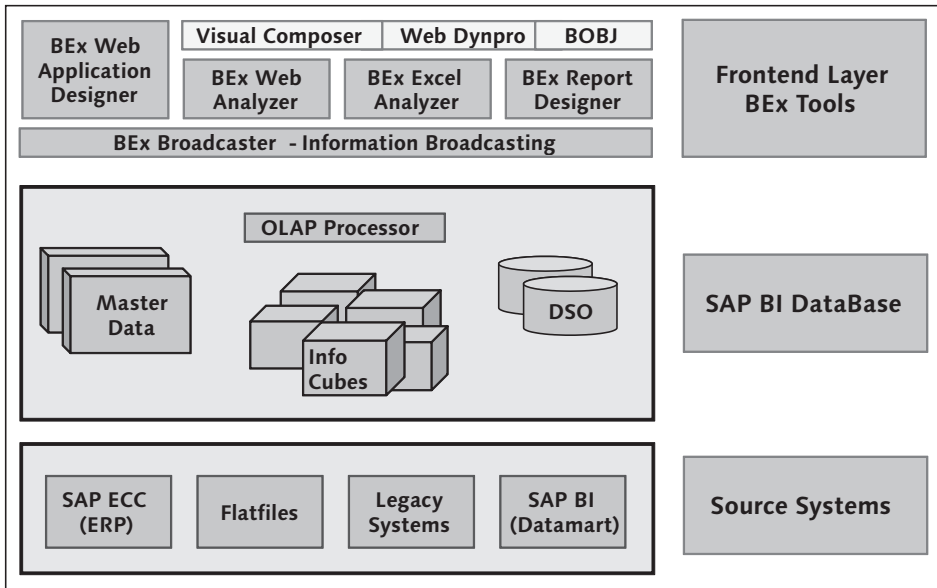 BEx Web
Application
Designer
Visual Composer
Web Dynpro
BOBJ
BEx Web
Analyzer
BEx Excel
Analyzer
BEx Report
Designer
BEx Broadcaster - Information Broadcasting
Frontend Layer
BEx Tools
OLAP Processor
Master
Data
Info
Cubes
DSO
SAP BI DataBase
SAP ECC
(ERP)
Flatfiles
Legacy
Systems
SAP BI
(Datamart)
Source Systems